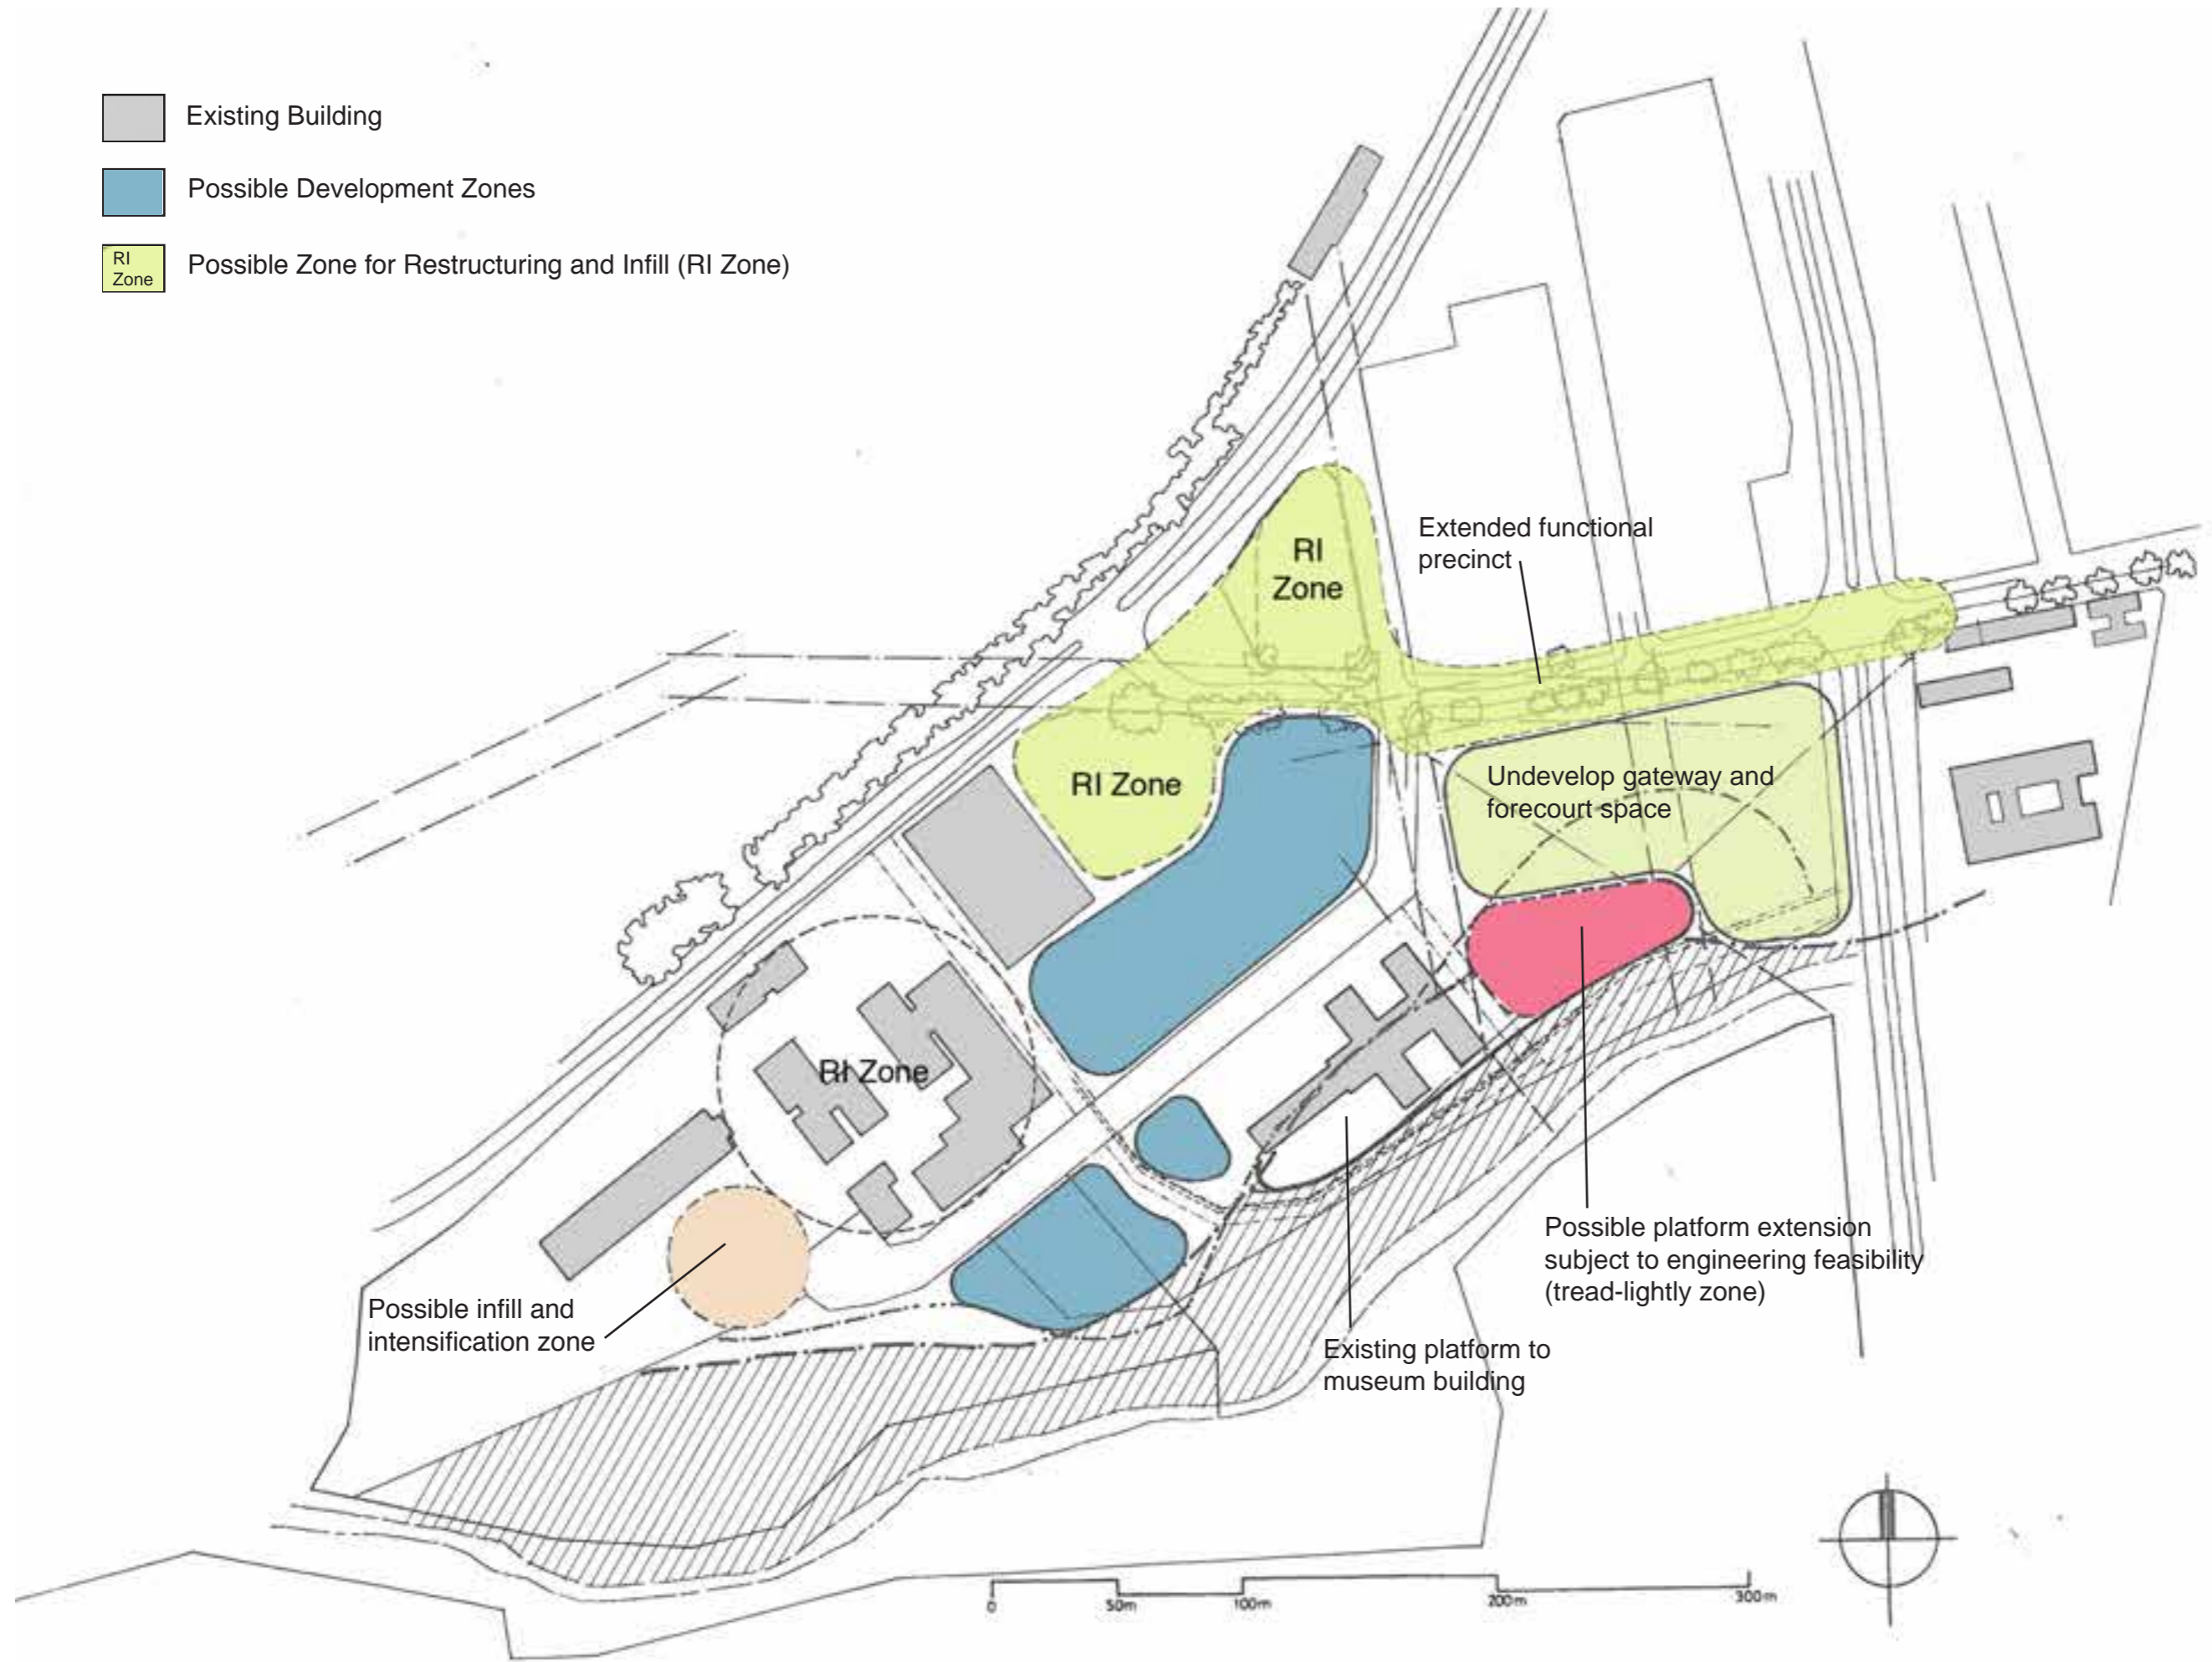 Existing Building
Possible Development Zones
RI
Zone
Possible Zone for Restructuring and Infill (RI Zone)
RI
Zone
Extended functional
precinct
RI Zone
Undevelop gateway and
forecourt space
RI Zone
Possible platform extension
subject to engineering feasibility
(tread-lightly zone)
Possible infill and
intensification zone
Existing platform to
museum building
0
50m
100m
200m
300m